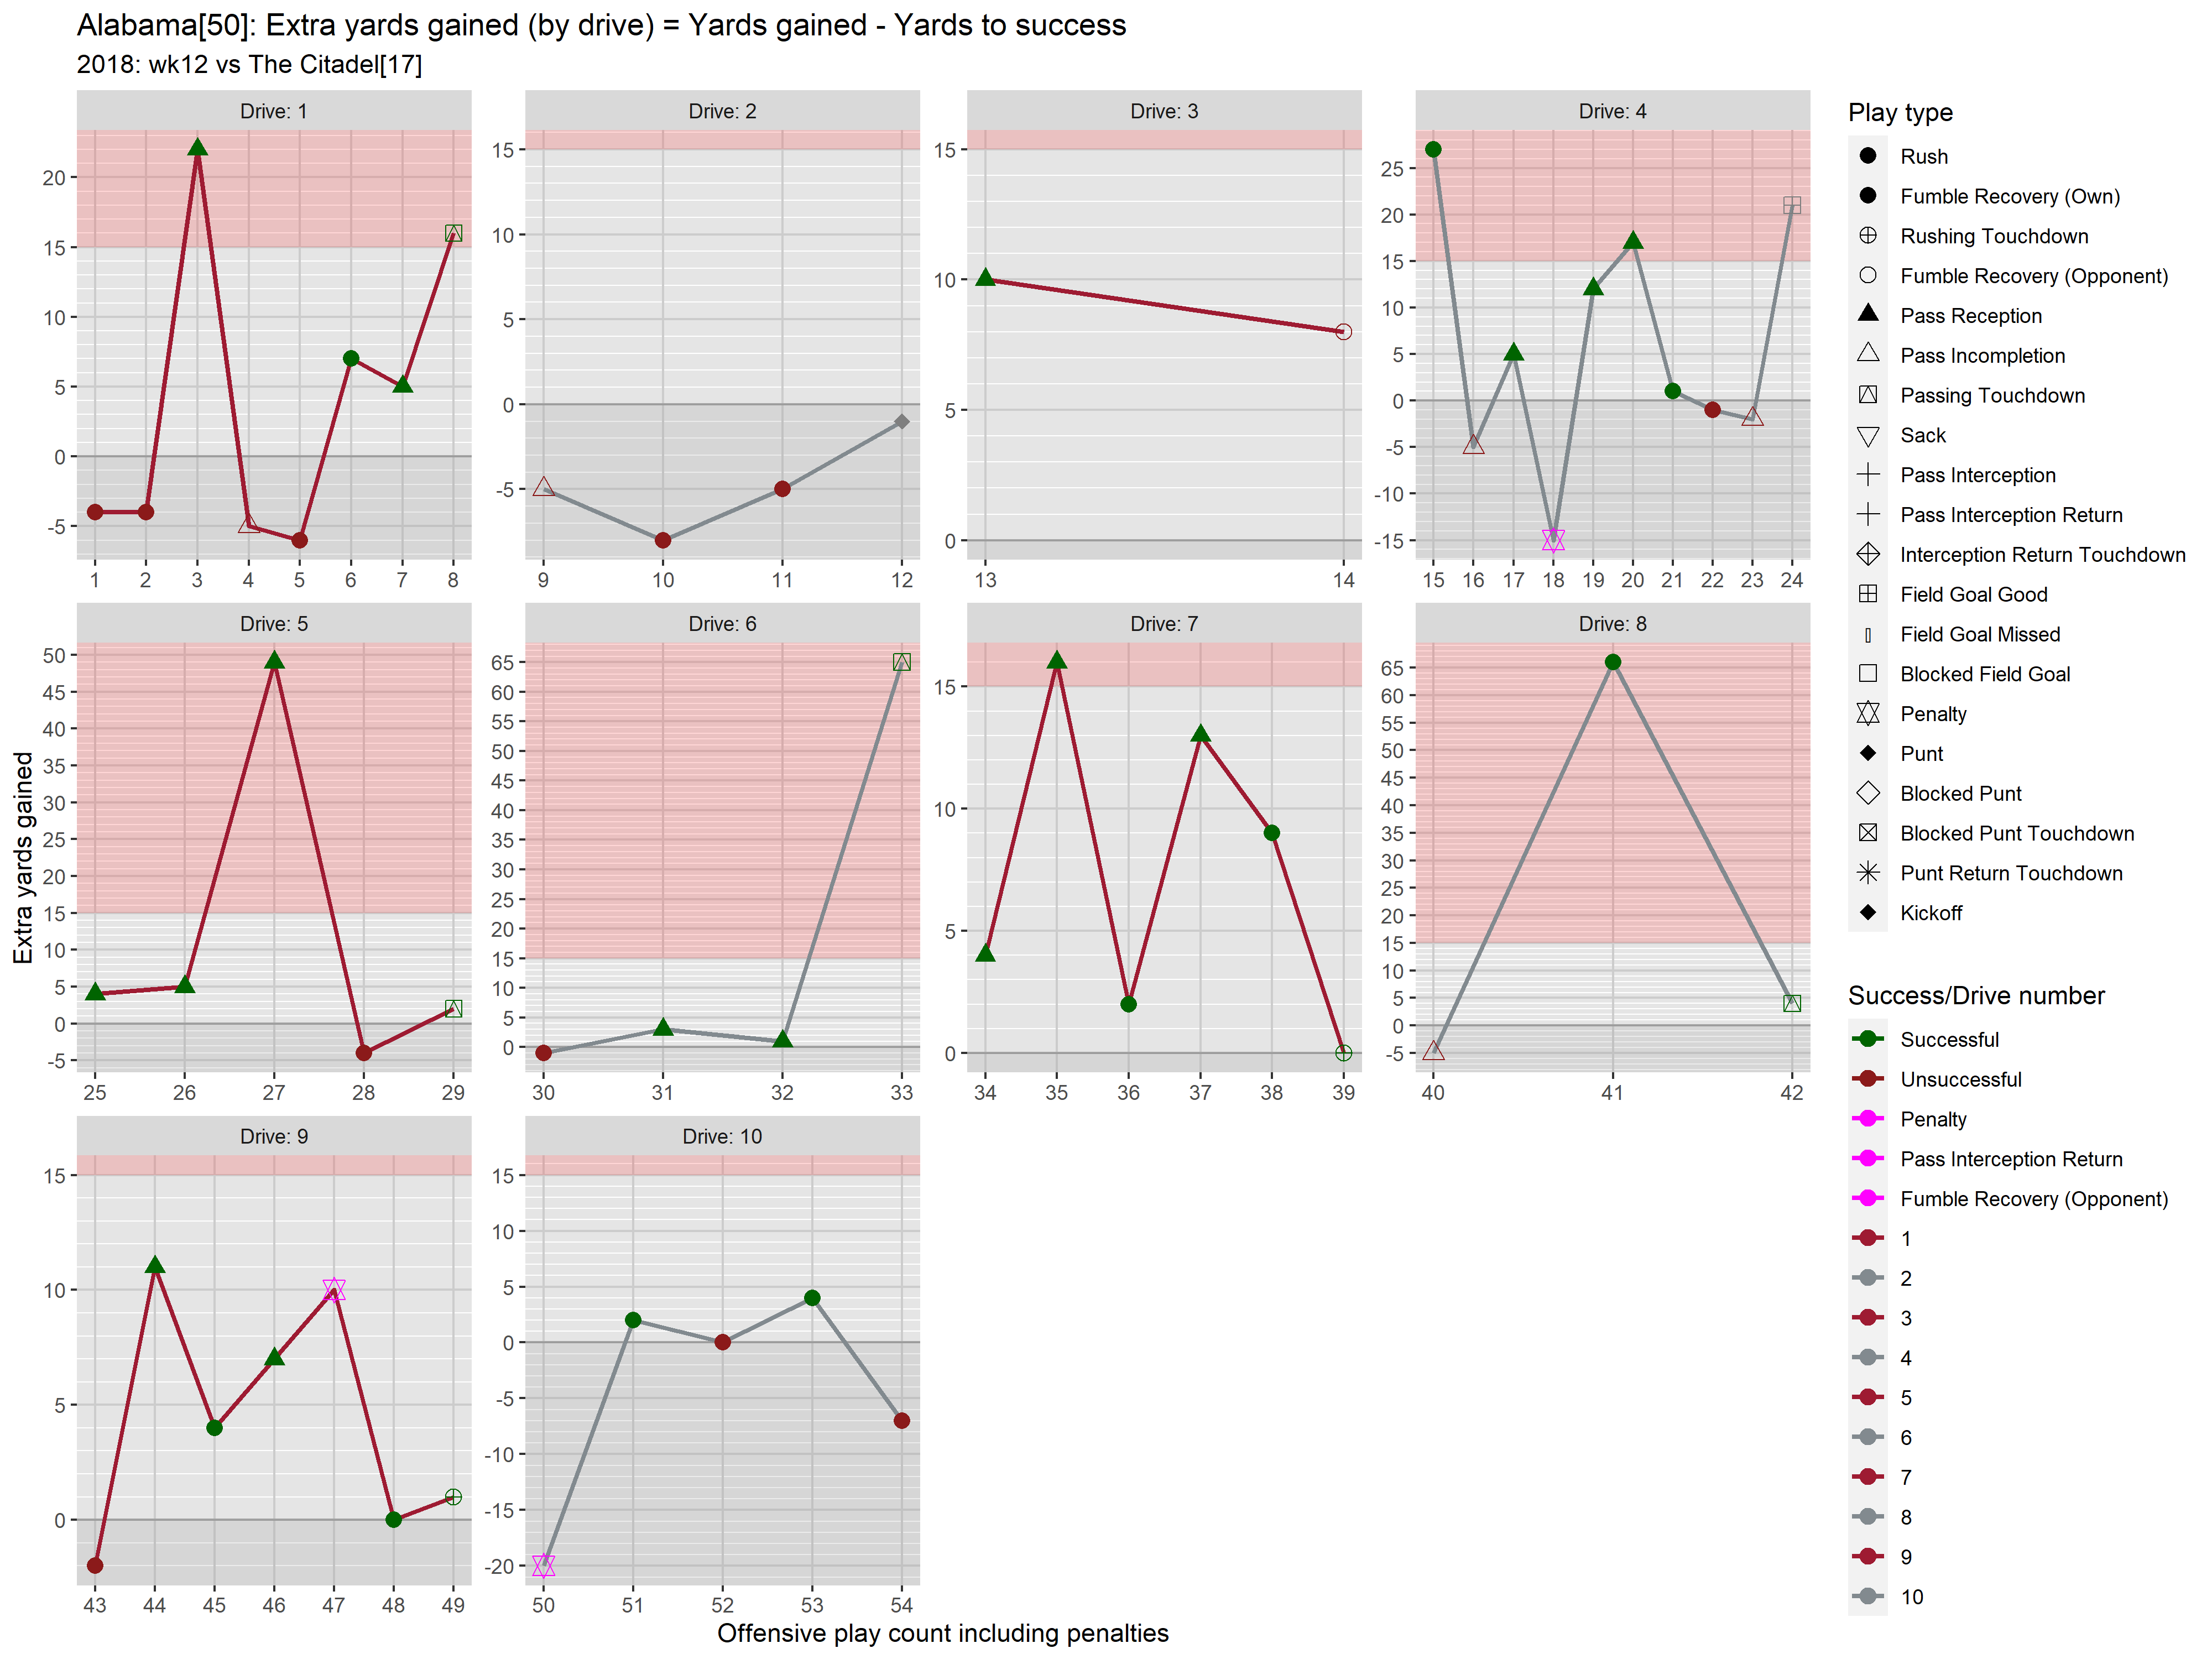 Alabama[50]: Extra yards gained (by drive) = Yards gained - Yards to success
2018: wk12 vs The Citadel[17]
Drive: 1
20
15
10
5
0
-5
1 2 3 4 5 6 7 8
Drive: 2
15
10
5
0
-5
9 10 11 12
Drive: 3
15
10
5
0
13 14
Drive: 4
25
20
15
10
5
0
-5
-10
-15
15 16 17 18 19 20 21 22 23 24
Extra yards gained
Drive: 5
50
45
40
35
30
25
20
15
10
5
0
-5
25 26 27 28 29
Drive: 6
65
60
55
50
45
40
35
30
25
20
15
10
5
0
30 31 32 33
Drive: 7
15
10
5
0
34 35 36 37 38 39
Drive: 8
65
60
55
50
45
40
35
30
25
20
15
10
5
0
-5
40 41 42
Drive: 9
15
10
5
0
43 44 45 46 47 48 49
Drive: 10
15
10
5
0
-5
-10
-15
-20
50 51 52 53 54
Offensive play count including penalties
Play type
Rush
Fumble Recovery (Own)
Rushing Touchdown
Fumble Recovery (Opponent)
Pass Reception
Pass Incompletion
Passing Touchdown
Sack
Pass Interception
Pass Interception Return
Interception Return Touchdown
Field Goal Good
Field Goal Missed
Blocked Field Goal
Penalty
Punt
Blocked Punt
Blocked Punt Touchdown
Punt Return Touchdown
Kickoff
Success/Drive number
Successful
Unsuccessful
Penalty
Pass Interception Return
Fumble Recovery (Opponent)
1
2
3
4
5
6
7
8
9
10